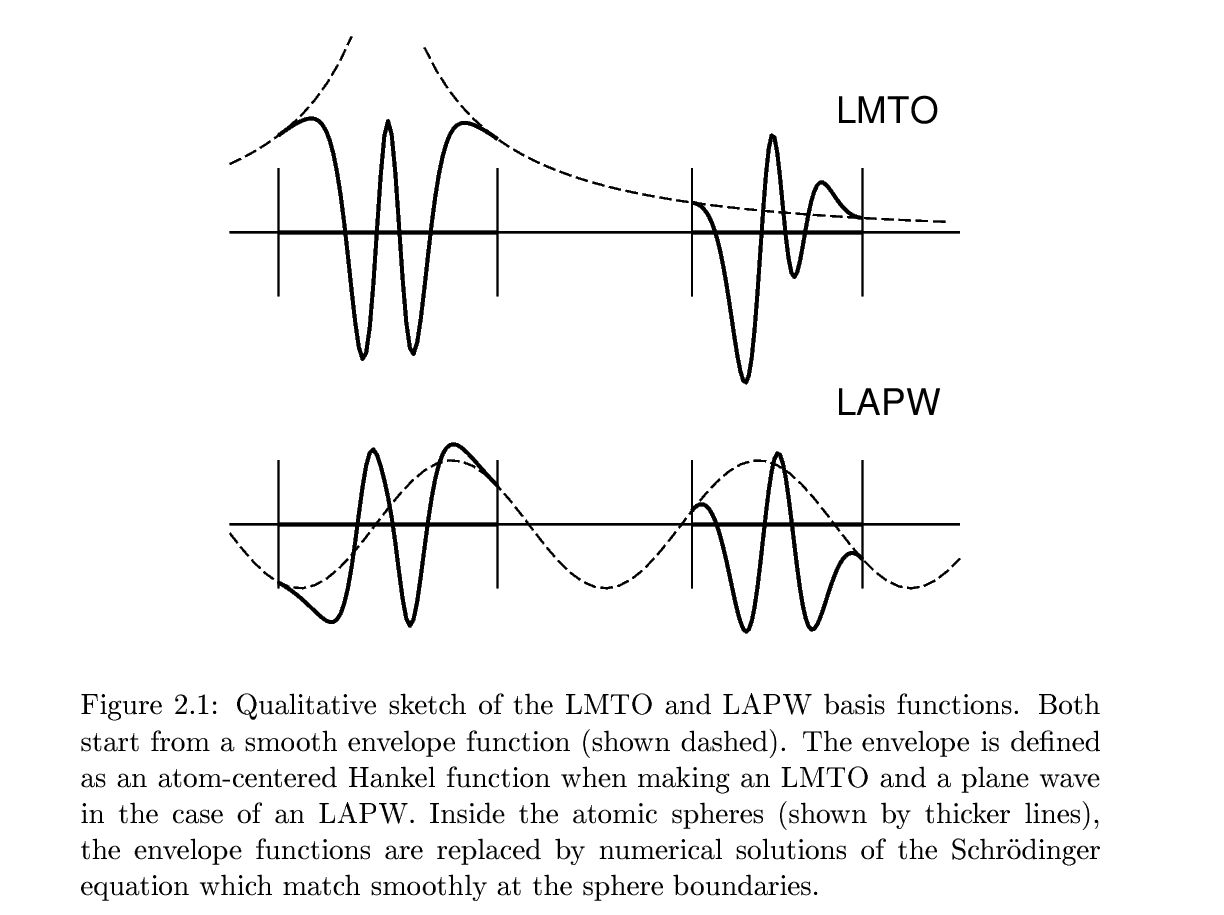 LMTO
LAPW
Figure 2.1: Qualitative sketch of the LMTO and LAPW basis functions. Both
start from a smooth envelope function (shown dashed). The envelope is defined
as an atom-centered Hankel function when making an LMTO and a plane wave
in the case of an LAPW. Inside the atomic spheres (shown by thicker lines),
the envelope functions are replaced by numerical solutions of the Schrödinger
equation which match smoothly at the sphere boundaries.